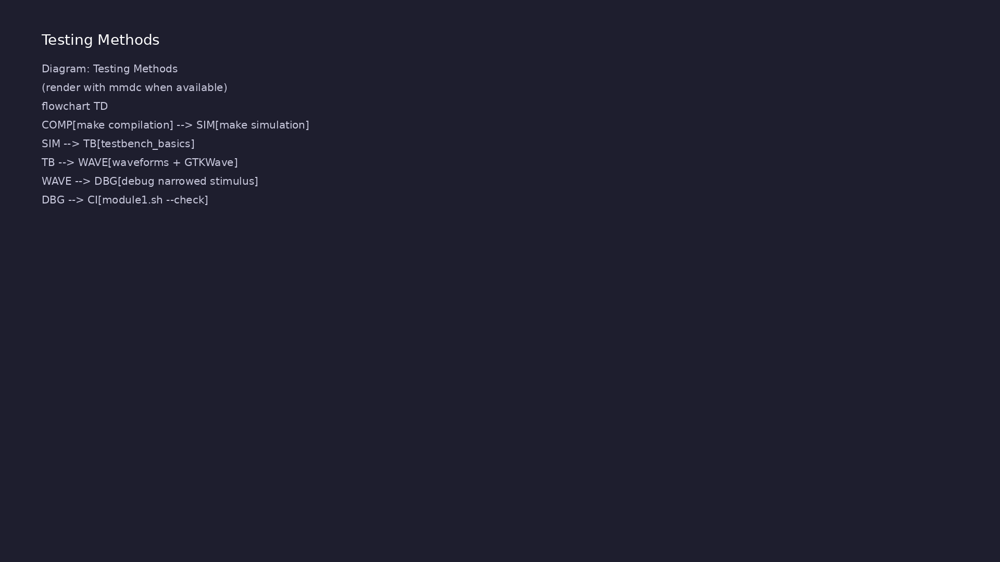 Testing Methods
Diagram: Testing Methods
(render with mmdc when available)
flowchart TD
COMP[make compilation] --> SIM[make simulation]
SIM --> TB[testbench_basics]
TB --> WAVE[waveforms + GTKWave]
WAVE --> DBG[debug narrowed stimulus]
DBG --> CI[module1.sh --check]